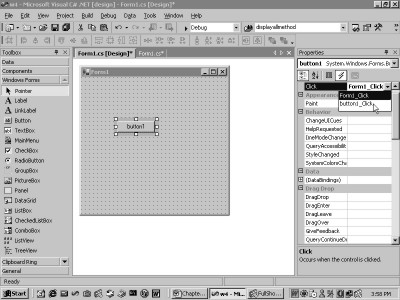 w4 - Microsoft Visual C# .NET [design] - Form1.cs [Design]*
File Edit View Project Build Debug Data Tools Window Help
Debug
displayallmethod
Toolbox
Data
Components
Windows Forms
Pointer
Label
LinkLabel
Button
TextBox
MainMenu
CheckBox
RadioButton
GroupBox
PictureBox
Panel
DataGrid
ListBox
CheckedListBox
ComboBox
ListView
TreeView
Clipboard Ring
General
Form1.cs [Design]*
Form1.cs*
Form1
button1
Properties
button1 System.Windows.Forms.B
Click Form1_Click
Form1_Click
button1_Click
Appearance
Paint
Behavior
ChangeUICues
HelpRequested
ImeModeChange
QueryAccessibilit
StyleChanged
SystemColorsCha
Data
(DataBindings)
Drag Drop
DragDrop
DragEnter
DragLeave
DragOver
GiveFeedback
QueryContinueDr
Click
Occurs when the control is clicked.
Ready
Start
Chapte...
w4 - Mi...
FullSho...
3:58 PM